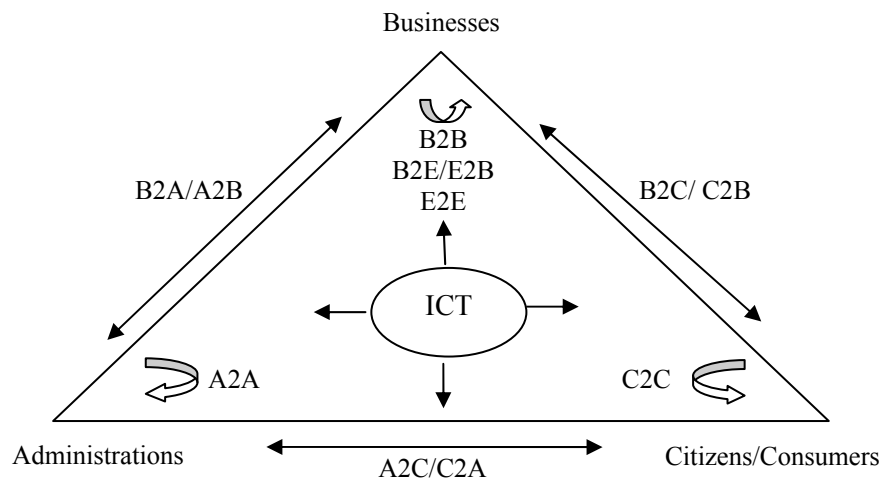 Businesses
B2B
B2E/E2B
E2E
B2A/A2B
B2C/ C2B
ICT
A2A
C2C
Administrations
A2C/C2A
Citizens/Consumers